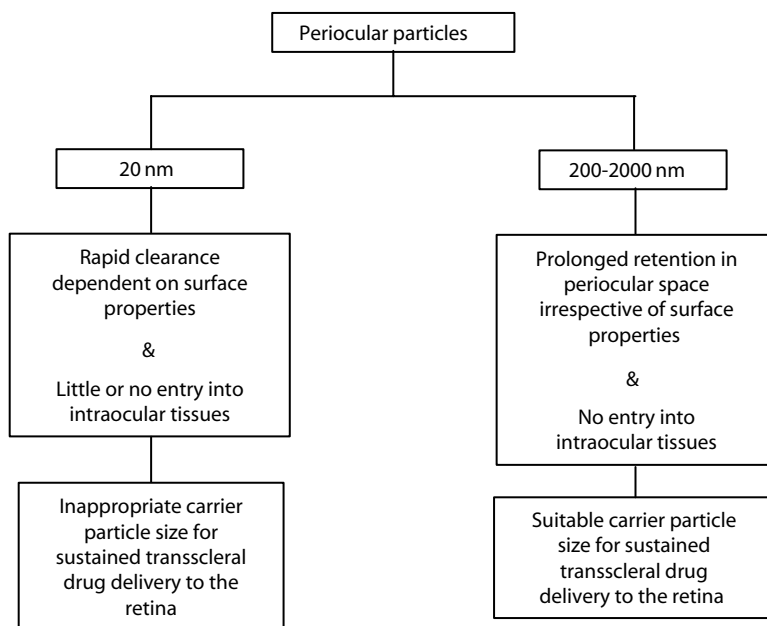 Periocular particles
20 nm
Rapid clearance
dependent on surface
properties
&
Little or no entry into
intraocular tissues
Inappropriate carrier
particle size for
sustained transscleral
drug delivery to the
retina
200-2000 nm
Prolonged retention in
periocular space
irrespective of surface
properties
&
No entry into
intraocular tissues
Suitable carrier particle
size for sustained
transscleral drug
delivery to the retina